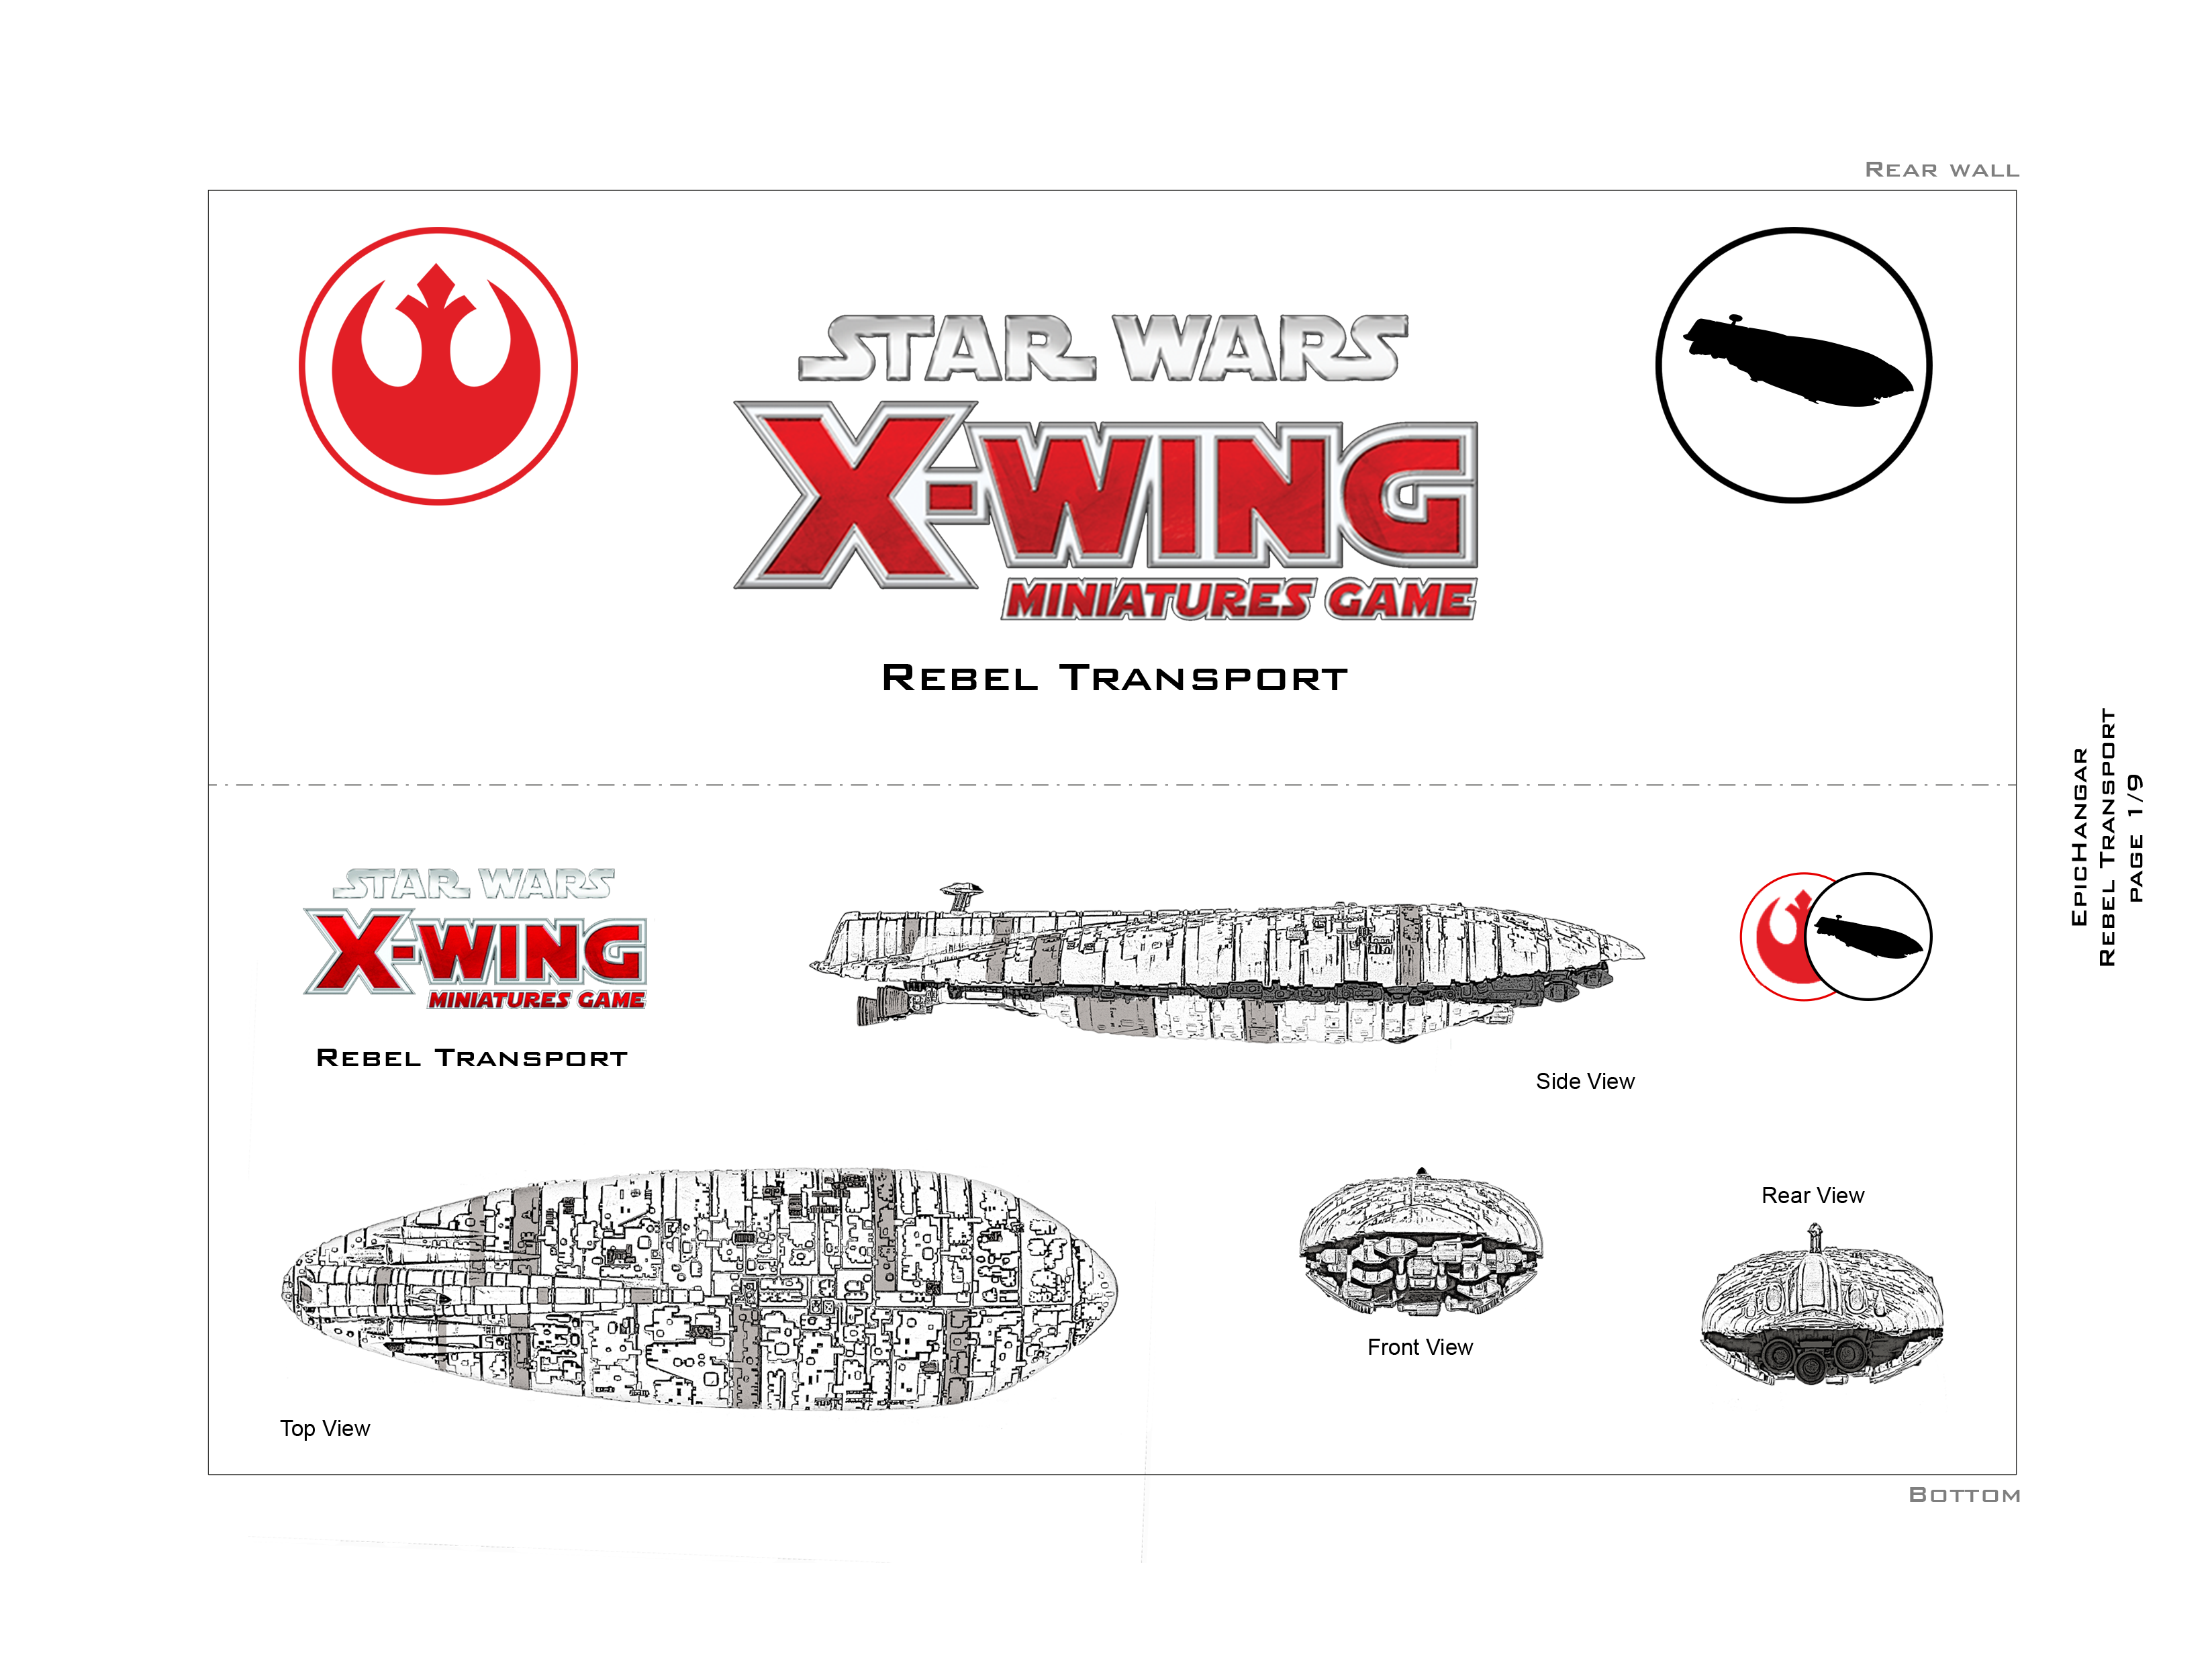 Rear wall
STAR WARS
X-WING
MINIATURES GAME
Rebel Transport
EpicHangar
Rebel Transport
page 1/9
STAR WARS
X-WING
MINIATURES GAME
Rebel Transport
Side View
Rear View
Front View
Top View
Bottom